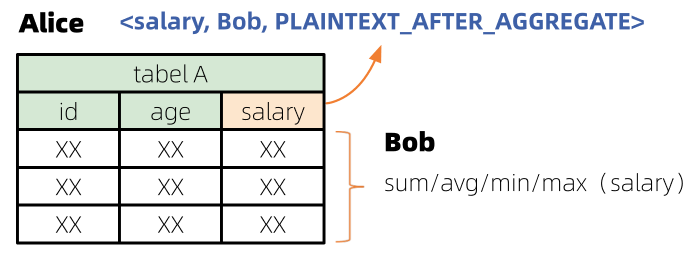 Alice <salary, Bob, PLAINTEXT_AFTER_AGGREGATE>
tabel A
id age salary
XX XX XX
Bob
XX XX XX
sum/avg/min/max (salary)
XX XX XX